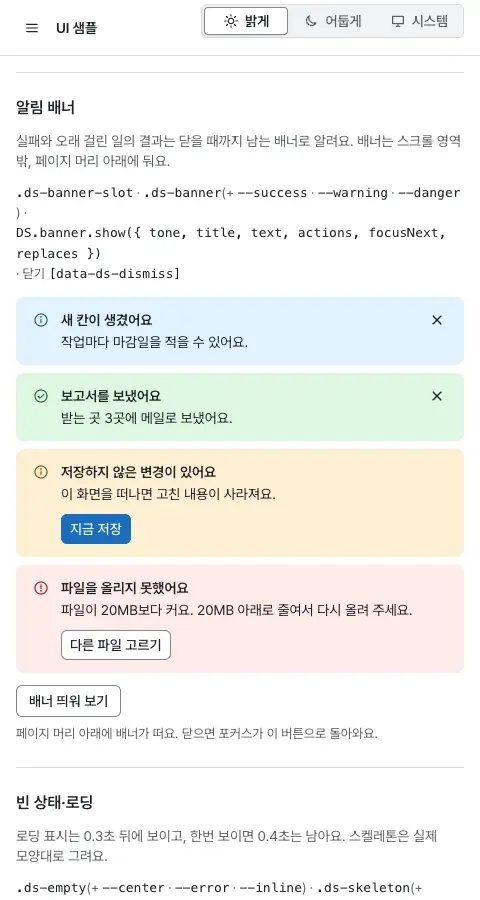 UI 샘플
밝게
어둡게
시스템
알림 배너
실패와 오래 걸린 일의 결과는 닫을 때까지 남는 배너로 알려요. 배너는 스크롤 영역
밖, 페이지 머리 아래에 둬요.
.ds-banner-slot · .ds-banner(+ --success · --warning · --danger
) ·
DS.banner.show({ tone, title, text, actions, focusNext,
replaces })
· 닫기 [data-ds-dismiss]
새 칸이 생겼어요
작업마다 마감일을 적을 수 있어요.
보고서를 보냈어요
받는 곳 3곳에 메일로 보냈어요.
저장하지 않은 변경이 있어요
이 화면을 떠나면 고친 내용이 사라져요.
지금 저장
파일을 올리지 못했어요
파일이 20MB보다 커요. 20MB 아래로 줄여서 다시 올려 주세요.
다른 파일 고르기
배너 띄워 보기
페이지 머리 아래에 배너가 떠요. 닫으면 포커스가 이 버튼으로 돌아와요.
빈 상태·로딩
로딩 표시는 0.3초 뒤에 보이고, 한번 보이면 0.4초는 남아요. 스켈레톤은 실제
모양대로 그려요.
.ds-empty(+ --center · --error · --inline) · .ds-skeleton(+